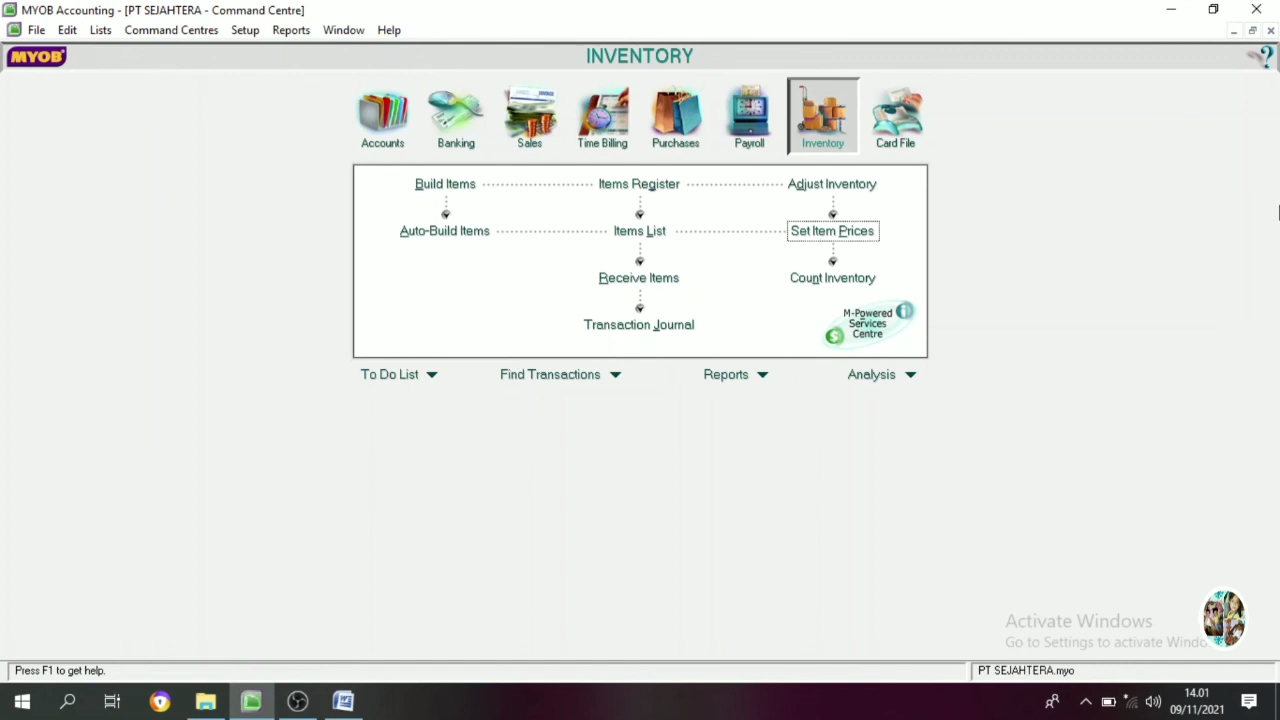 MYOB Accounting - [PT SEJAHTERA - Command Centre]
File Edit Lists Command Centres Setup Reports Window Help
MYOB
INVENTORY
Accounts Banking Sales Time Billing Purchases Payroll Inventory Card File
Build Items Items Register Adjust Inventory
Auto-Build Items Items List Set Item Prices
Receive Items Count Inventory
Transaction Journal
M-Powered
Services
Centre
To Do List Find Transactions Reports Analysis
Activate Windows
Go to Settings to activate Windo
Press F1 to get help. PT SEJAHTERA.myo
14.01
09/11/2021